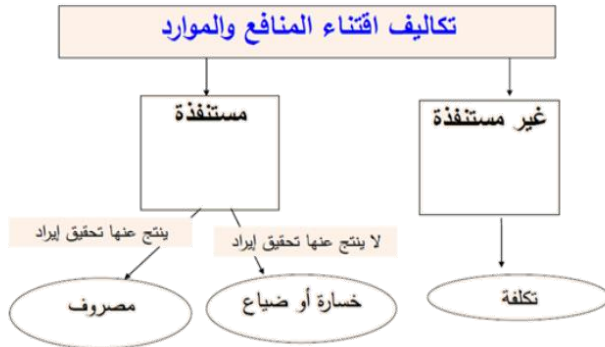 تكاليف اقتناء المنافع والموارد
غير مستنفذة
مستنفذة
لا ينتج عنها تحقيق إيراد
ينتج عنها تحقيق إيراد
تكلفة
خسارة أو ضياع
مصروف